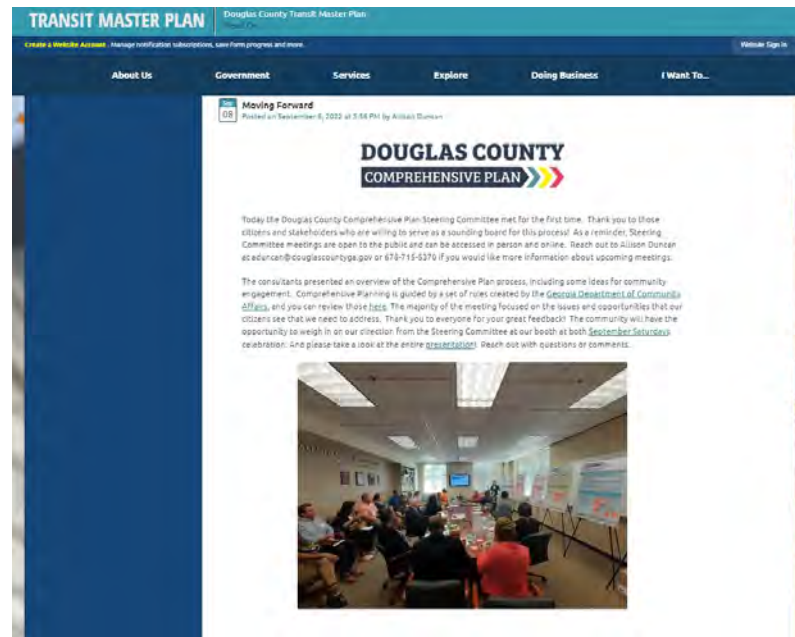 TRANSIT MASTER PLAN
Douglas County Transit Master Plan
Create a Website Account - Manage notification subscriptions, save form progress and more.
Website Sign In
About Us Government Services Explore Doing Business I Want To...
Sep
08
Moving Forward
Posted on September 8, 2022 at 3:56 PM by Allison Duncan
DOUGLAS COUNTY
COMPREHENSIVE PLAN
Today the Douglas County Comprehensive Plan Steering Committee met for the first time. Thank you to those
citizens and stakeholders who are willing to serve as a sounding board for this process! As a reminder, Steering
Committee meetings are open to the public and can be accessed in person and online. Reach out to Allison Duncan
at aduncan@douglascountyga.gov or 678-715-5370 if you would like more information about upcoming meetings.
The consultants presented an overview of the Comprehensive Plan process, including some ideas for community
engagement. Comprehensive Planning is guided by a set of rules created by the Georgia Department of Community
Affairs, and you can review those here. The majority of the meeting focused on the issues and opportunities that our
citizens see that we need to address. Thank you to everyone for your great feedback! The community will have the
opportunity to weigh in on our direction from the Steering Committee at our booth at both September Saturdays
celebration. And please take a look at the entire presentation! Reach out with questions or comments.